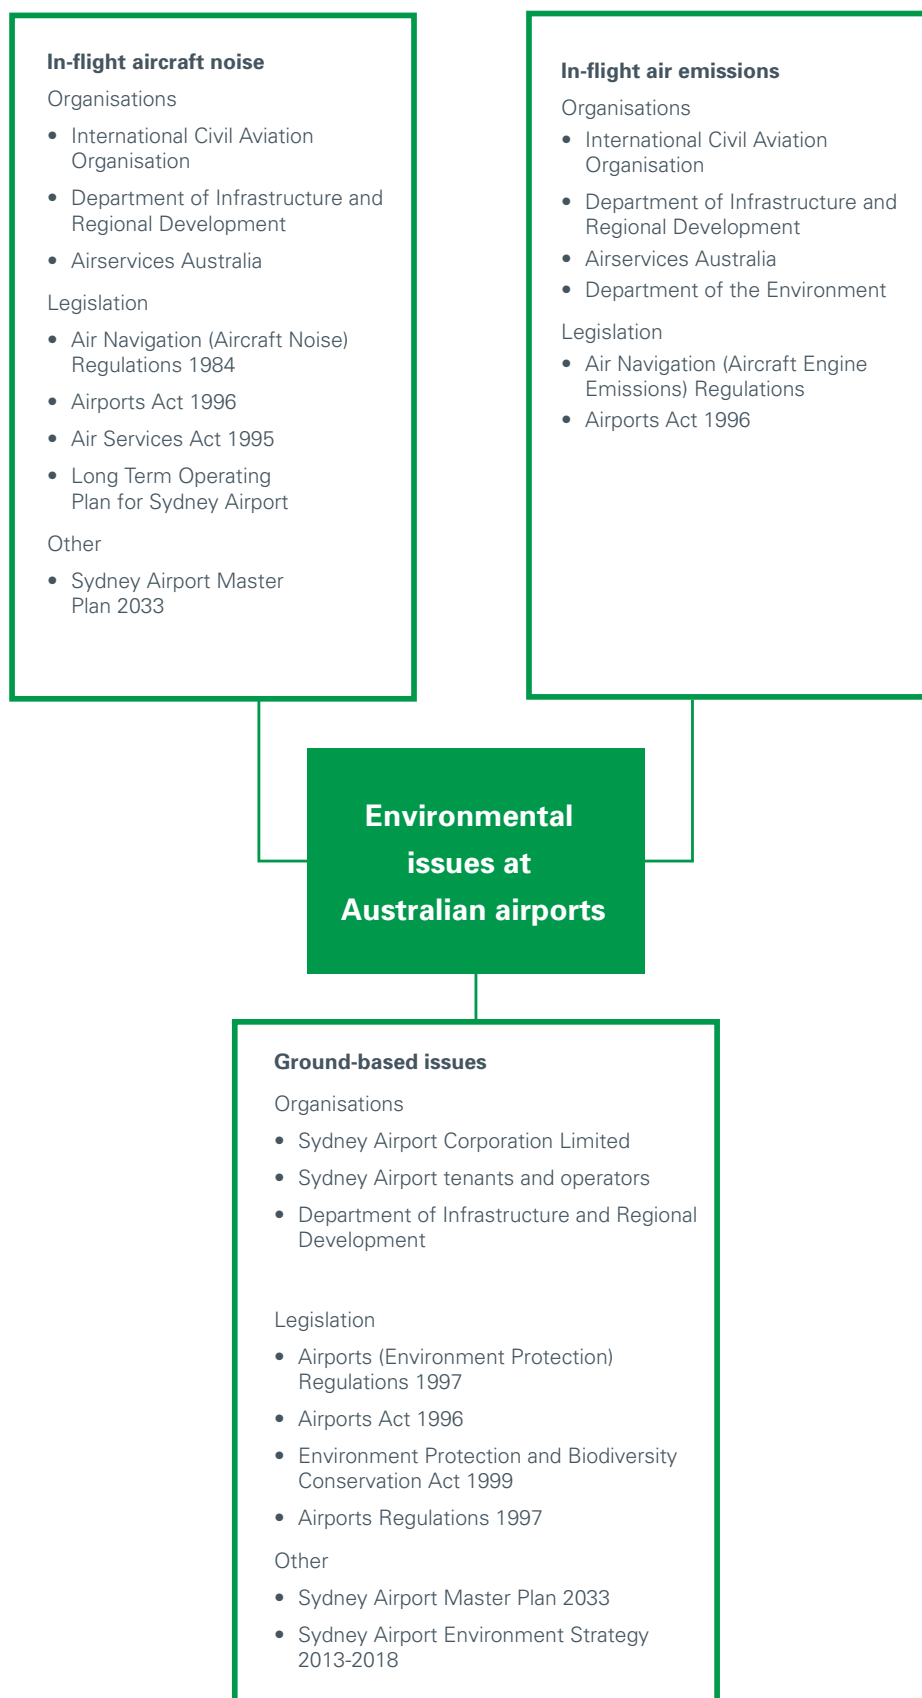 In-flight aircraft noise
Organisations
• International Civil Aviation
Organisation
• Department of Infrastructure and
Regional Development
• Airservices Australia
Legislation
• Air Navigation (Aircraft Noise)
Regulations 1984
• Airports Act 1996
• Air Services Act 1995
• Long Term Operating
Plan for Sydney Airport
Other
• Sydney Airport Master
Plan 2033
In-flight air emissions
Organisations
• International Civil Aviation
Organisation
• Department of Infrastructure and
Regional Development
• Airservices Australia
• Department of the Environment
Legislation
• Air Navigation (Aircraft Engine
Emissions) Regulations
• Airports Act 1996
Environmental
issues at
Australian airports
Ground-based issues
Organisations
• Sydney Airport Corporation Limited
• Sydney Airport tenants and operators
• Department of Infrastructure and Regional
Development
Legislation
• Airports (Environment Protection)
Regulations 1997
• Airports Act 1996
• Environment Protection and Biodiversity
Conservation Act 1999
• Airports Regulations 1997
Other
• Sydney Airport Master Plan 2033
• Sydney Airport Environment Strategy
2013-2018